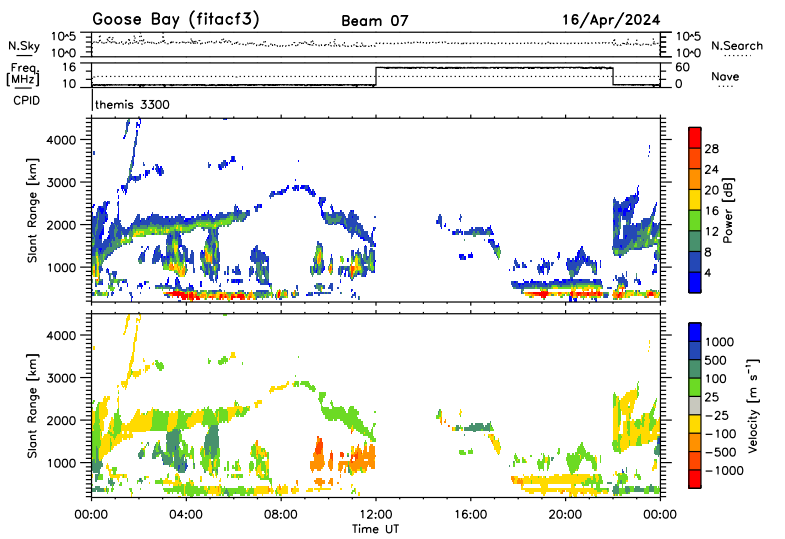 Goose Bay (fitacf3) Beam 07 16/Apr/2024
N.Sky 10^5 10^0 10^5 10^0 N.Search
Freq. [MHz] 16 10 60 0 Nave
CPID themis 3300
Slant Range [km] 4000 3000 2000 1000
Power [dB] 28 24 20 16 12 8 4
Slant Range [km] 4000 3000 2000 1000
Velocity [m s⁻¹] 1000 500 100 25 −25 −100 −500 −1000
00:00 04:00 08:00 12:00 16:00 20:00 00:00
Time UT